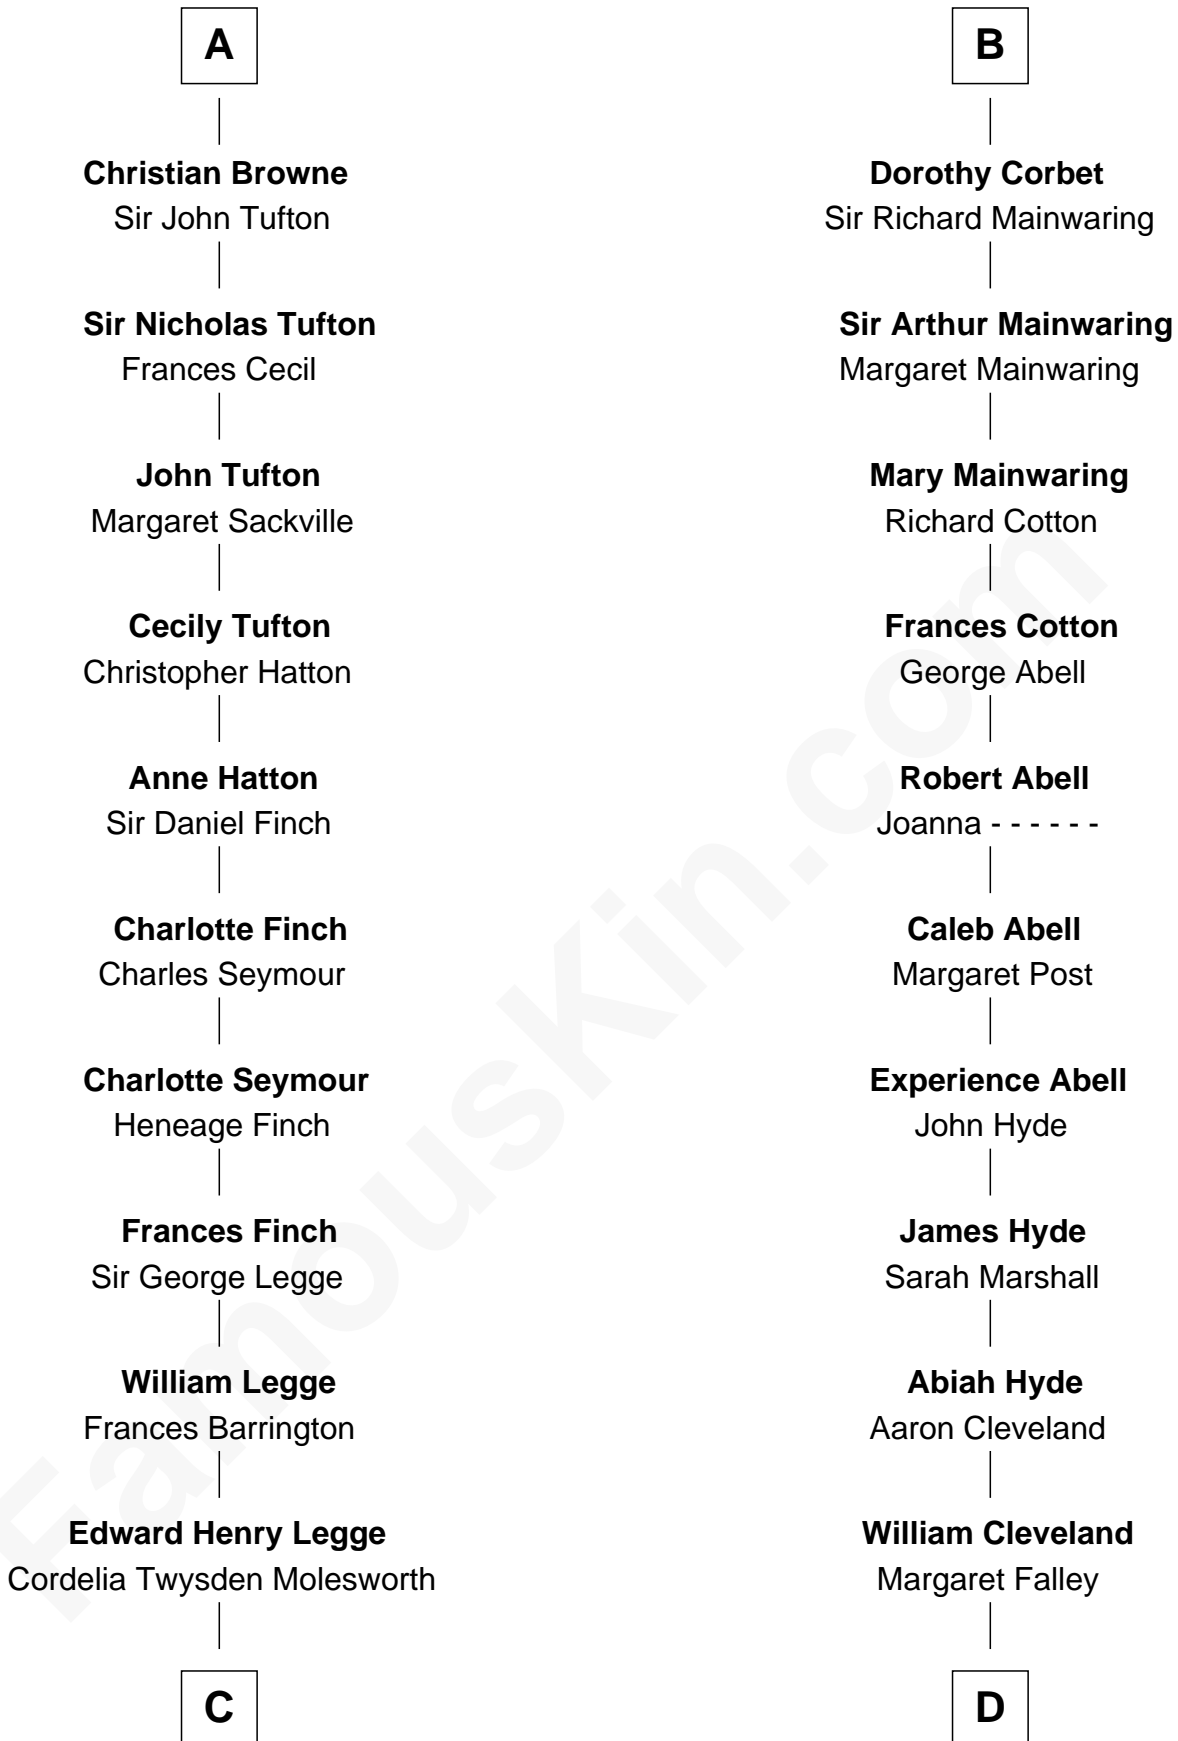 A
Christian Browne
Sir John Tufton
Sir Nicholas Tufton
Frances Cecil
John Tufton
Margaret Sackville
Cecily Tufton
Christopher Hatton
Anne Hatton
Sir Daniel Finch
Charlotte Finch
Charles Seymour
Charlotte Seymour
Heneage Finch
Frances Finch
Sir George Legge
William Legge
Frances Barrington
Edward Henry Legge
Cordelia Twysden Molesworth
C
B
Dorothy Corbet
Sir Richard Mainwaring
Sir Arthur Mainwaring
Margaret Mainwaring
Mary Mainwaring
Richard Cotton
Frances Cotton
George Abell
Robert Abell
Joanna - - - - - -
Caleb Abell
Margaret Post
Experience Abell
John Hyde
James Hyde
Sarah Marshall
Abiah Hyde
Aaron Cleveland
William Cleveland
Margaret Falley
D
FamousKin.com